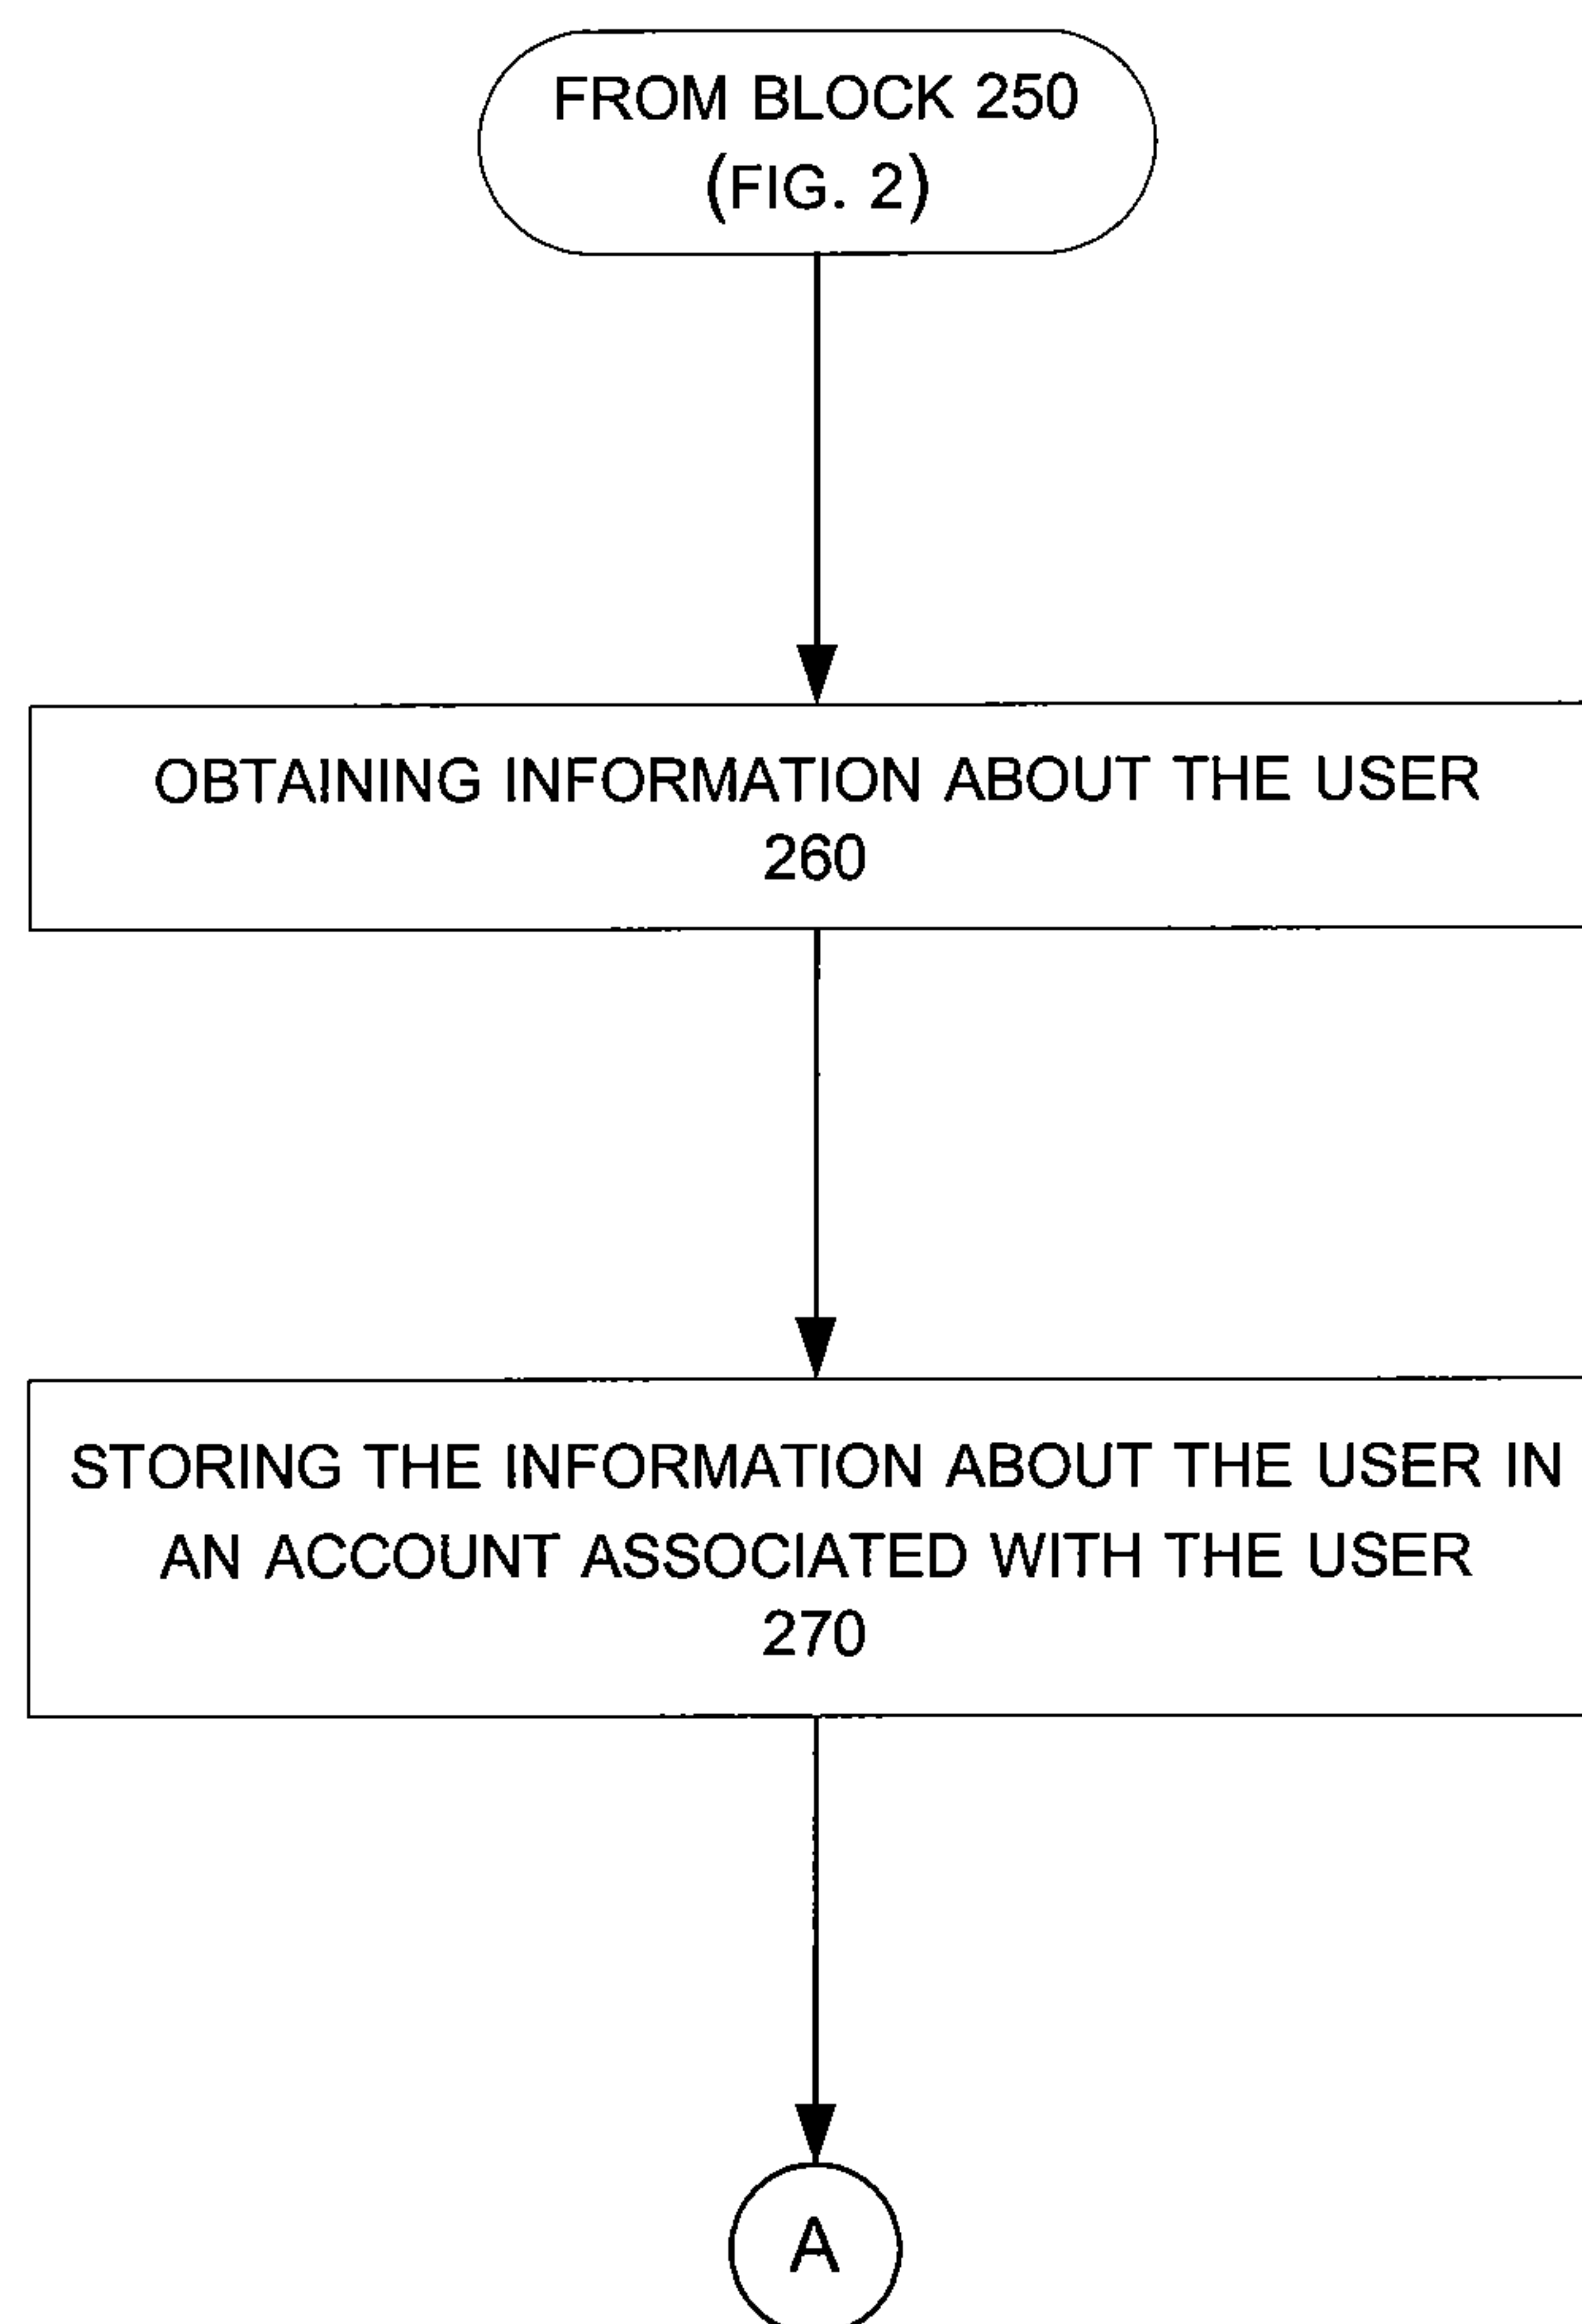 FROM BLOCK 250
(FIG. 2)
OBTAINING INFORMATION ABOUT THE USER
260
STORING THE INFORMATION ABOUT THE USER IN
AN ACCOUNT ASSOCIATED WITH THE USER
270
A